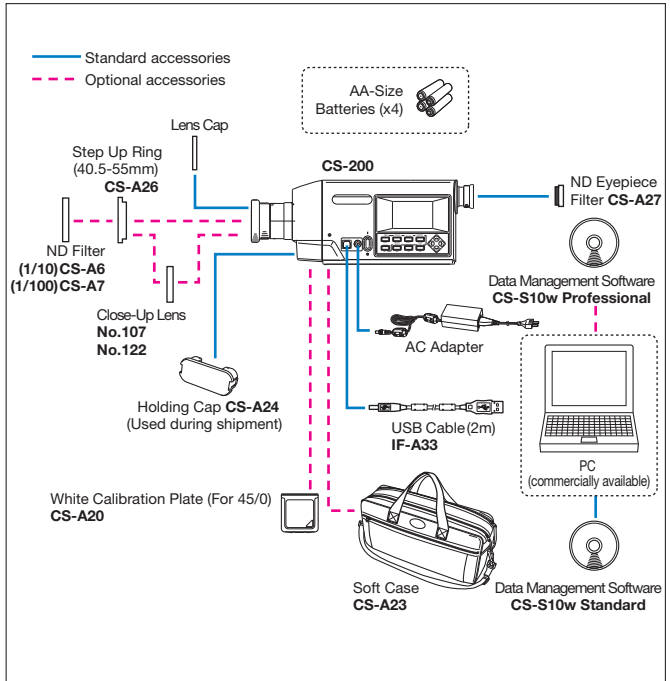 Standard accessories
Optional accessories
AA-Size
Batteries (x4)
Lens Cap
Step Up Ring
(40.5-55mm)
CS-A26
CS-200
ND Eyepiece
Filter CS-A27
ND Filter
(1/10)CS-A6
(1/100)CS-A7
Close-Up Lens
No.107
No.122
Data Management Software
CS-S10w Professional
AC Adapter
Holding Cap CS-A24
(Used during shipment)
USB Cable(2m)
IF-A33
PC
(commercially available)
White Calibration Plate (For 45/0)
CS-A20
Soft Case
CS-A23
Data Management Software
CS-S10w Standard